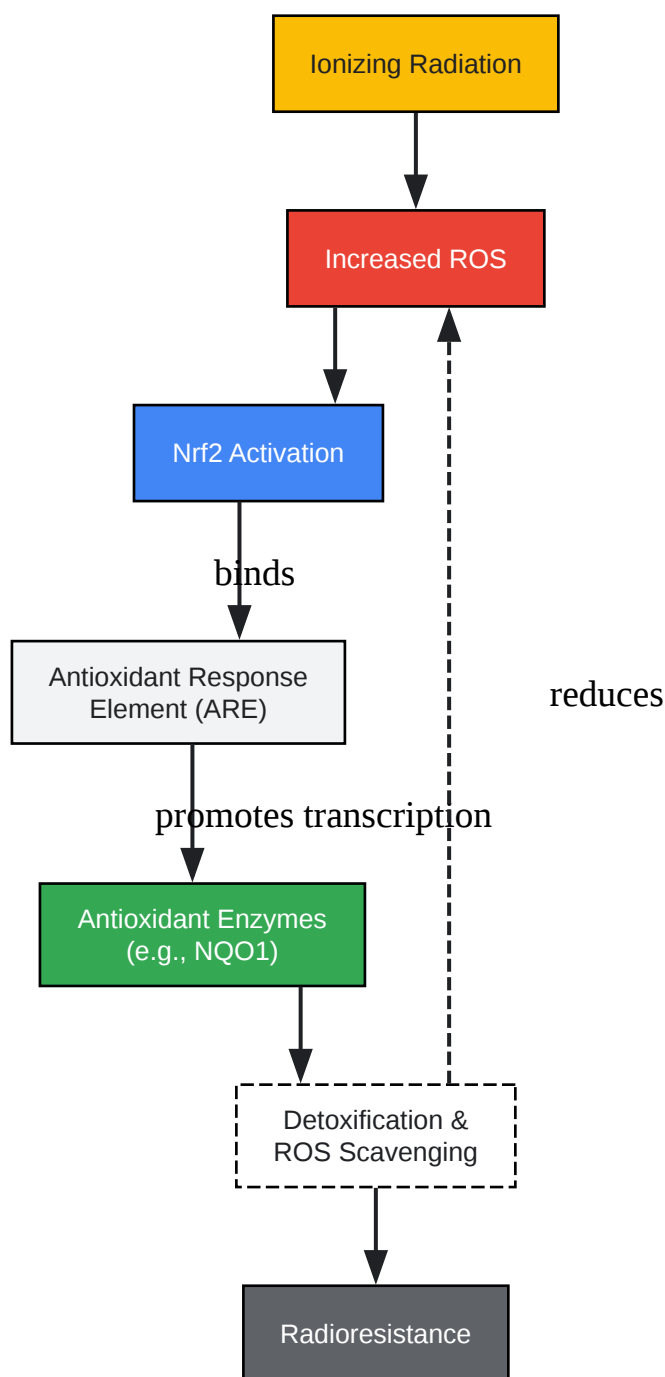 Ionizing Radiation
Increased ROS
Nrf2 Activation
binds
Antioxidant Response
Element (ARE)
reduces
promotes transcription
Antioxidant Enzymes
(e.g., NQO1)
Detoxification &
ROS Scavenging
Radioresistance